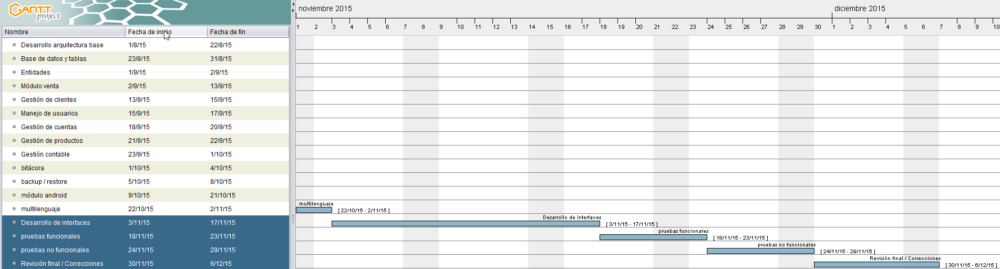 GANTT
project
noviembre 2015
diciembre 2015
1 2 3 4 5 6 7 8 9 10 11 12 13 14 15 16 17 18 19 20 21 22 23 24 25 26 27 28 29 30 1 2 3 4 5 6 7 8 9 10
Nombre Fecha de inicio Fecha de fin
Desarrollo arquitectura base 1/8/15 22/8/15
Base de datos y tablas 23/8/15 31/8/15
Entidades 1/9/15 2/9/15
Módulo venta 2/9/15 13/9/15
Gestión de clientes 13/9/15 15/9/15
Manejo de usuarios 15/9/15 17/9/15
Gestión de cuentas 18/9/15 20/9/15
Gestión de productos 21/9/15 22/9/15
Gestión contable 23/9/15 1/10/15
bitácora 1/10/15 4/10/15
backup / restore 5/10/15 8/10/15
módulo android 9/10/15 21/10/15
multilenguaje 22/10/15 2/11/15
Desarrollo de interfaces 3/11/15 17/11/15
pruebas funcionales 18/11/15 23/11/15
pruebas no funcionales 24/11/15 29/11/15
Revisión final / Correcciones 30/11/15 6/12/15
multilenguaje
[ 22/10/15 - 2/11/15 ]
Desarrollo de interfaces
[ 3/11/15 - 17/11/15 ]
pruebas funcionales
[ 18/11/15 - 23/11/15 ]
pruebas no funcionales
[ 24/11/15 - 29/11/15 ]
Revisión final / Correcciones
[ 30/11/15 - 6/12/15 ]